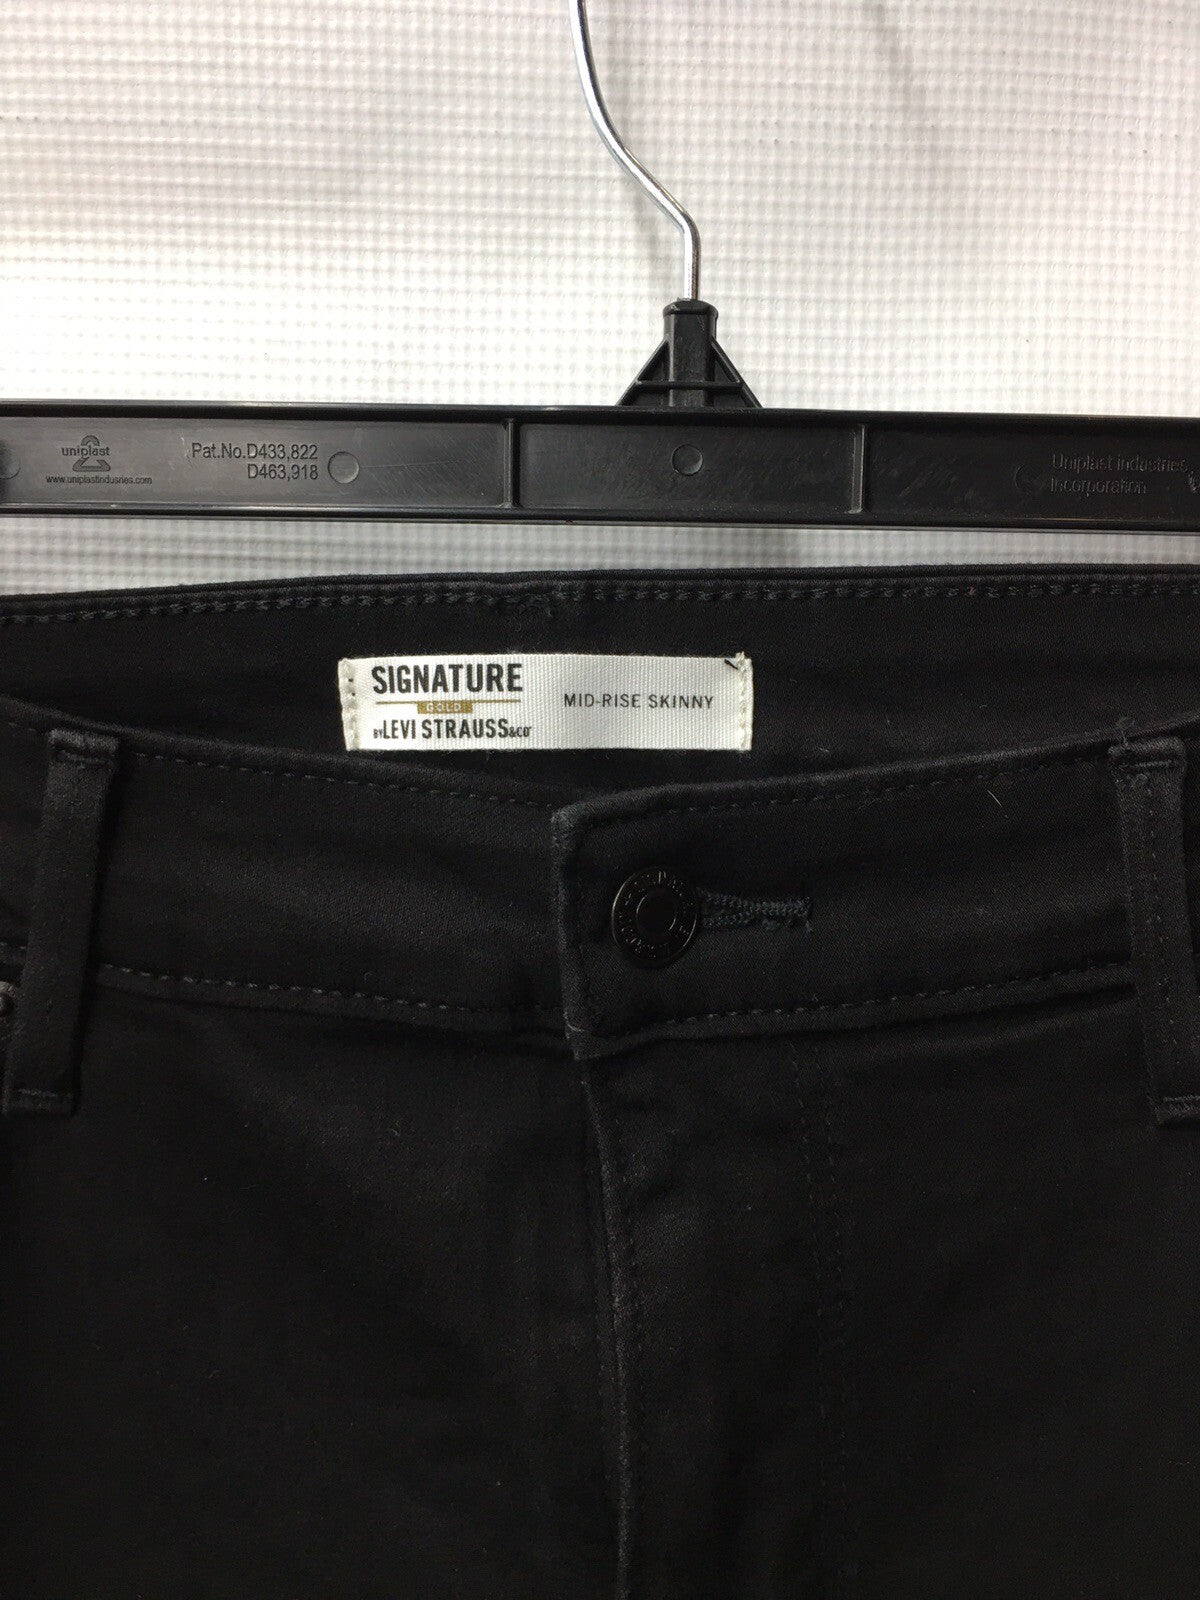 uniplast
www.uniplastindusries.com
Pat.No.D433,822
D463,918
Uniplast industries,
Incorporation
SIGNATURE
GOLD
BY LEVI STRAUSS &CO
MID-RISE SKINNY